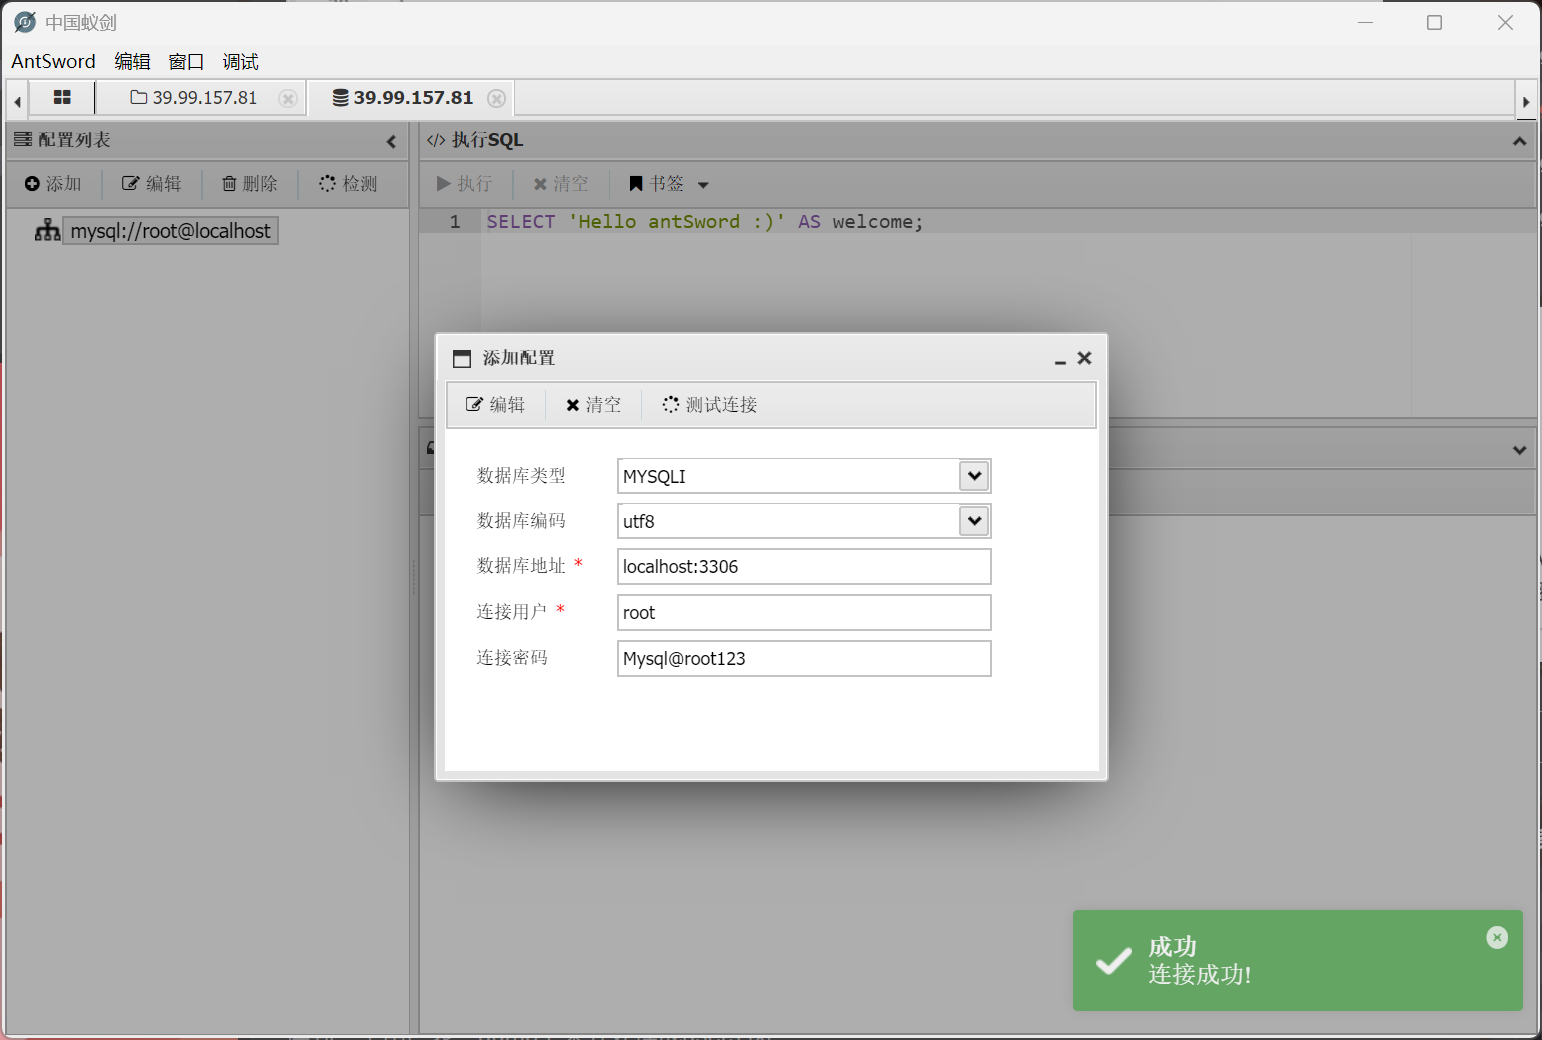 中国蚁剑
AntSword 编辑 窗口 调试
39.99.157.81 39.99.157.81
配置列表
</> 执行SQL
添加 编辑 删除 检测
执行 清空 书签
mysql://root@localhost
1 SELECT 'Hello antSword :)' AS welcome;
添加配置
编辑 清空 测试连接
数据库类型 MYSQLI
数据库编码 utf8
数据库地址 * localhost:3306
连接用户 * root
连接密码 Mysql@root123
成功
连接成功!